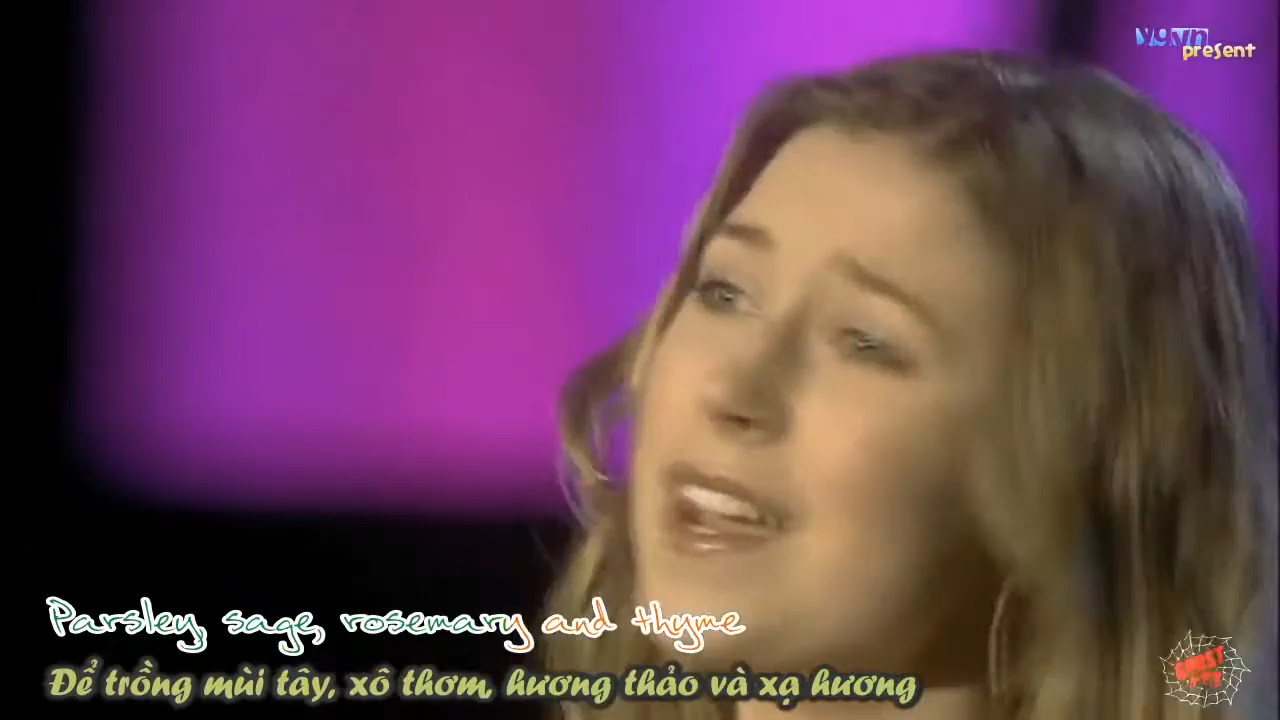 vgvn
preSent
Parsley, sage, rosemary and thyme
Để trồng mùi tây, xô thơm, hương thảo và xạ hương